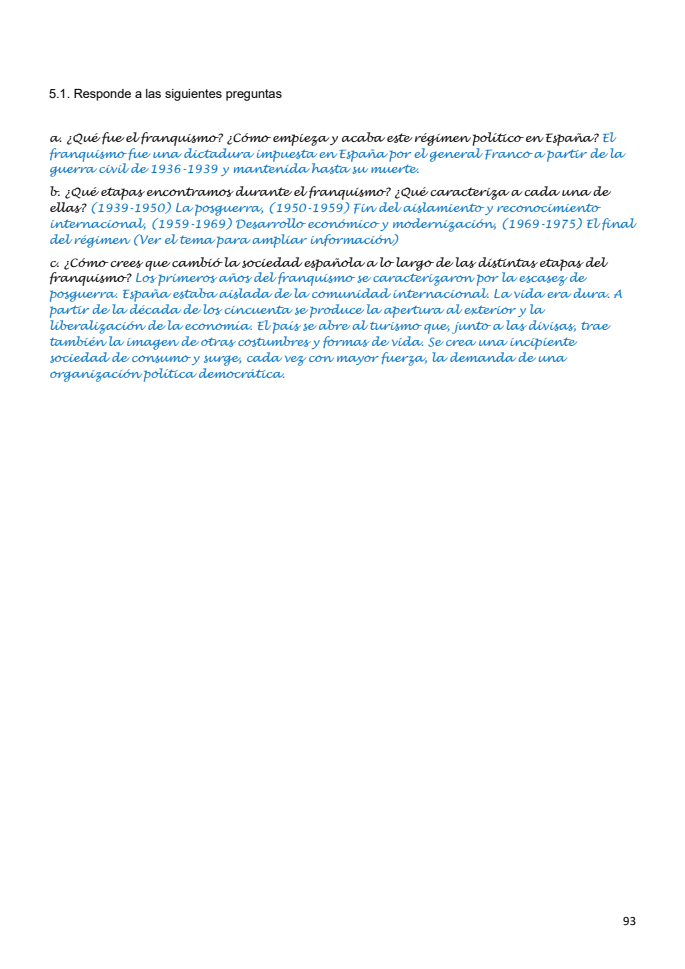 5.1. Responde a las siguientes preguntas
a. ¿Qué fue el franquismo? ¿Cómo empieza y acaba este régimen político en España? El
franquismo fue una dictadura impuesta en España por el general Franco a partir de la
guerra civil de 1936-1939 y mantenida hasta su muerte.
b. ¿Qué etapas encontramos durante el franquismo? ¿Qué caracteriza a cada una de
ellas? (1939-1950) La posguerra, (1950-1959) Fin del aislamiento y reconocimiento
internacional, (1959-1969) Desarrollo económico y modernización, (1969-1975) El final
del régimen (Ver el tema para ampliar información)
c. ¿Cómo crees que cambió la sociedad española a lo largo de las distintas etapas del
franquismo? Los primeros años del franquismo se caracterizaron por la escasez de
posguerra. España estaba aislada de la comunidad internacional. La vida era dura. A
partir de la década de los cincuenta se produce la apertura al exterior y la
liberalización de la economía. El país se abre al turismo que, junto a las divisas, trae
también la imagen de otras costumbres y formas de vida. Se crea una incipiente
sociedad de consumo y surge, cada vez con mayor fuerza, la demanda de una
organización política democrática.
93